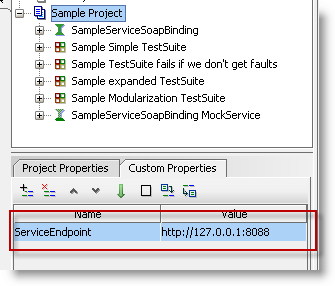 Sample Project
SampleServiceSoapBinding
Sample Simple TestSuite
Sample TestSuite fails if we don't get faults
Sample expanded TestSuite
Sample Modularization TestSuite
SampleServiceSoapBinding MockService
Project Properties Custom Properties
Name Value
ServiceEndpoint http://127.0.0.1:8088